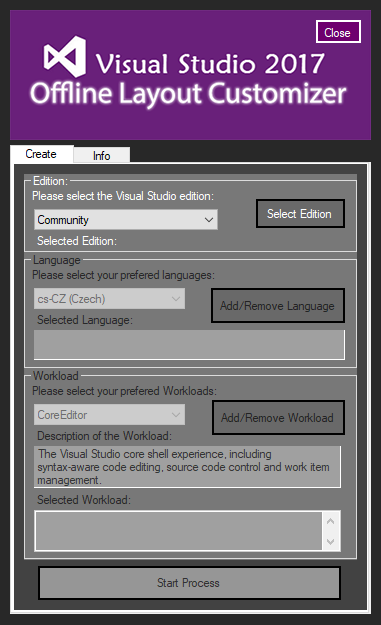 Close
Visual Studio 2017
Offline Layout Customizer
Create
Info
Edition:
Please select the Visual Studio edition:
Community
Select Edition
Selected Edition:
Language
Please select your prefered languages:
cs-CZ (Czech)
Add/Remove Language
Selected Language:
Workload
Please select your prefered Workloads:
CoreEditor
Add/Remove Workload
Description of the Workload:
The Visual Studio core shell experience, including
syntax-aware code editing, source code control and work item
management.
Selected Workload:
Start Process